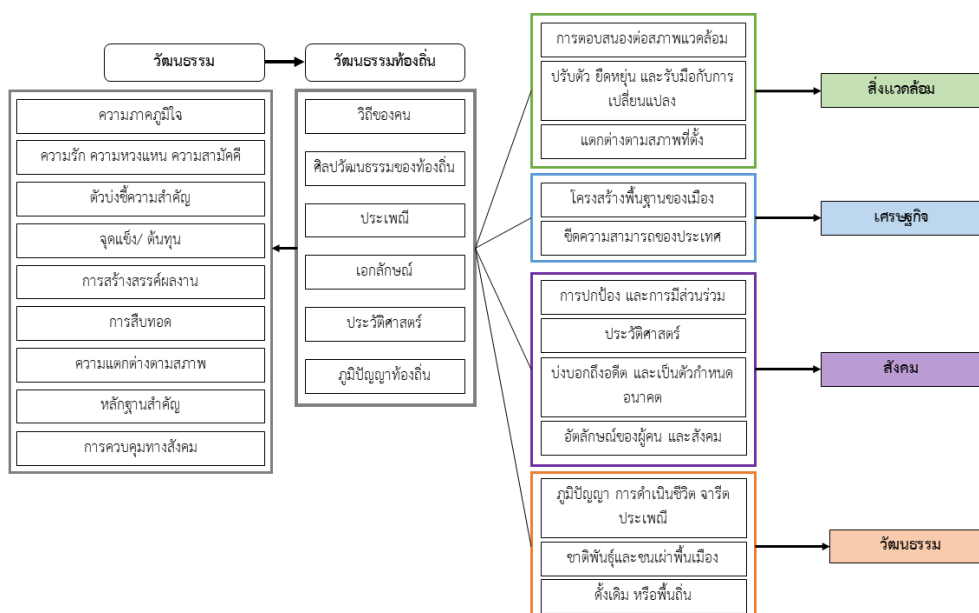 วัฒนธรรม
วัฒนธรรมท้องถิ่น
ความภาคภูมิใจ
ความรัก ความหวงแหน ความสามัคคี
ตัวบ่งชี้ความสำคัญ
จุดแข็ง/ ต้นทุน
การสร้างสรรค์ผลงาน
การสืบทอด
ความแตกต่างตามสภาพ
หลักฐานสำคัญ
การควบคุมทางสังคม
วิถีของคน
ศิลปวัฒนธรรมของท้องถิ่น
ประเพณี
เอกลักษณ์
ประวัติศาสตร์
ภูมิปัญญาท้องถิ่น
การตอบสนองต่อสภาพแวดล้อม
ปรับตัว ยืดหยุ่น และรับมือกับการ
เปลี่ยนแปลง
แตกต่างตามสภาพที่ตั้ง
สิ่งแวดล้อม
โครงสร้างพื้นฐานของเมือง
ขีดความสามารถของประเทศ
เศรษฐกิจ
การปกป้อง และการมีส่วนร่วม
ประวัติศาสตร์
บ่งบอกถึงอดีต และเป็นตัวกำหนด
อนาคต
อัตลักษณ์ของผู้คน และสังคม
สังคม
ภูมิปัญญา การดำเนินชีวิต จารีต
ประเพณี
ชาติพันธุ์และชนเผ่าพื้นเมือง
ดั้งเดิม หรือพื้นถิ่น
วัฒนธรรม